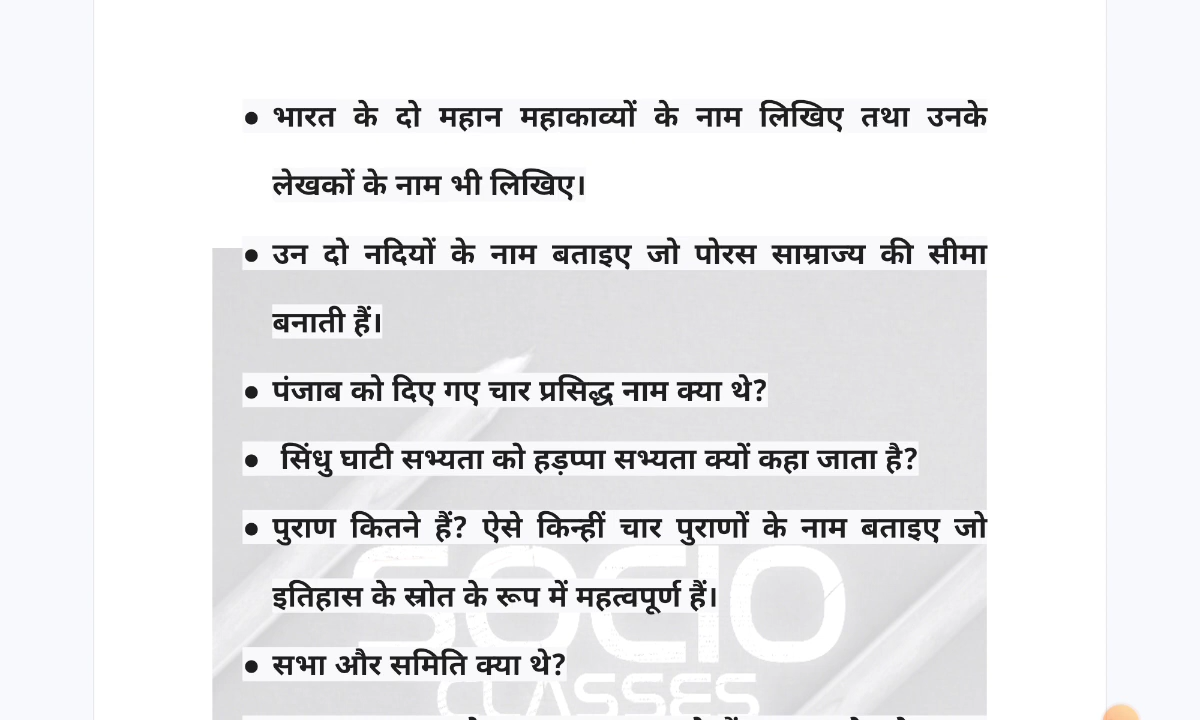 ● भारत के दो महान महाकाव्यों के नाम लिखिए तथा उनके
लेखकों के नाम भी लिखिए।
● उन दो नदियों के नाम बताइए जो पोरस साम्राज्य की सीमा
बनाती हैं।
● पंजाब को दिए गए चार प्रसिद्ध नाम क्या थे?
● सिंधु घाटी सभ्यता को हड़प्पा सभ्यता क्यों कहा जाता है?
● पुराण कितने हैं? ऐसे किन्हीं चार पुराणों के नाम बताइए जो
इतिहास के स्रोत के रूप में महत्वपूर्ण हैं।
SOCIO
● सभा और समिति क्या थे?
CLASSES